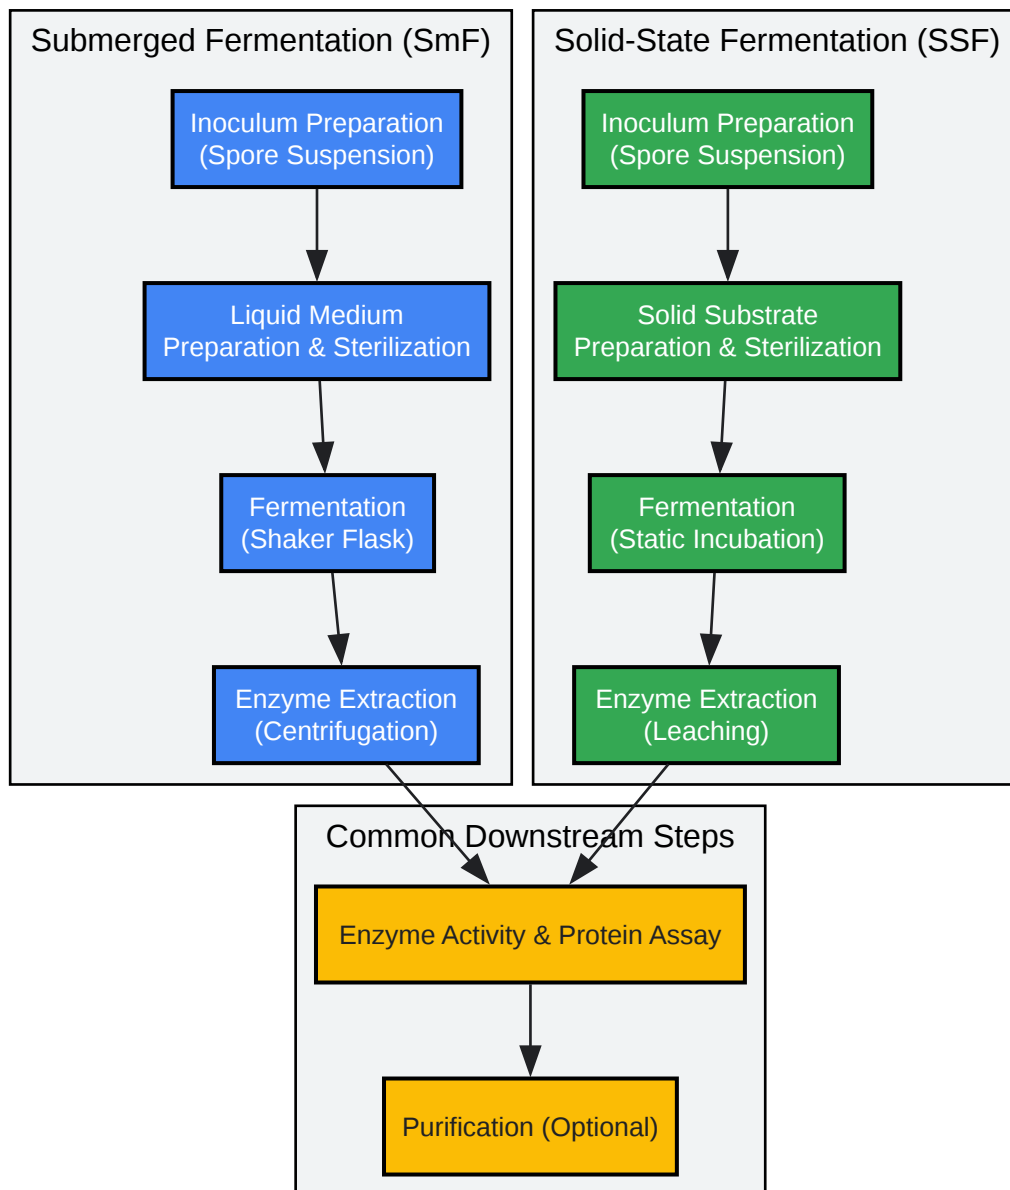 Submerged Fermentation (SmF)
Inoculum Preparation
(Spore Suspension)
Liquid Medium
Preparation & Sterilization
Fermentation
(Shaker Flask)
Enzyme Extraction
(Centrifugation)
Solid-State Fermentation (SSF)
Inoculum Preparation
(Spore Suspension)
Solid Substrate
Preparation & Sterilization
Fermentation
(Static Incubation)
Enzyme Extraction
(Leaching)
Common Downstream Steps
Enzyme Activity & Protein Assay
Purification (Optional)